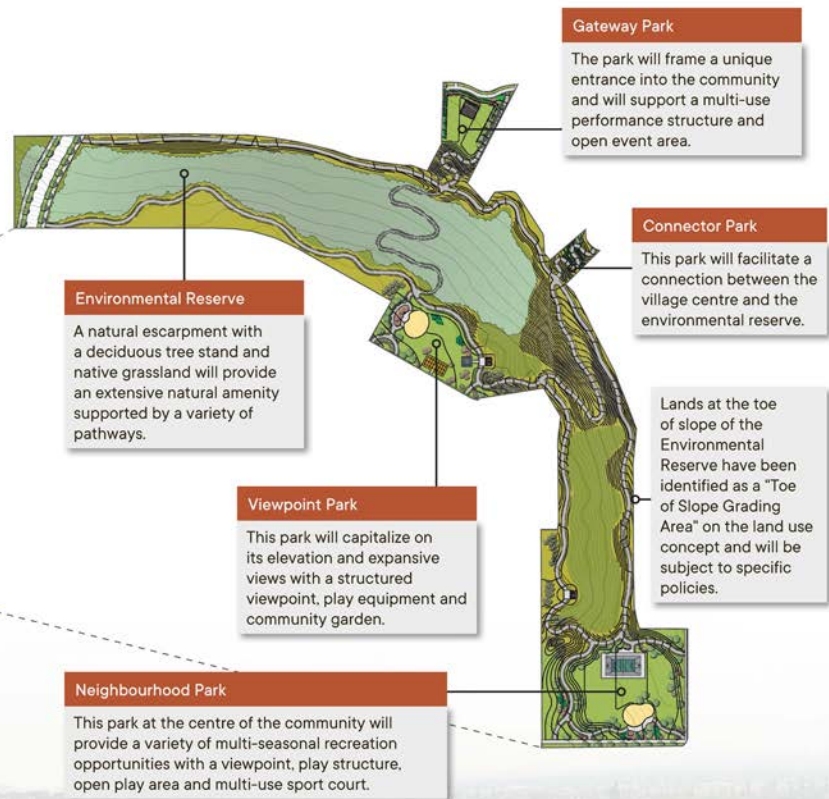 Gateway Park
The park will frame a unique
entrance into the community
and will support a multi-use
performance structure and
open event area.
Connector Park
This park will facilitate a
connection between the
village centre and the
environmental reserve.
Environmental Reserve
A natural escarpment with
a deciduous tree stand and
native grassland will provide
an extensive natural amenity
supported by a variety of
pathways.
Lands at the toe
of slope of the
Environmental
Reserve have been
identified as a "Toe
of Slope Grading
Area" on the land use
concept and will be
subject to specific
policies.
Viewpoint Park
This park will capitalize on
its elevation and expansive
views with a structured
viewpoint, play equipment and
community garden.
Neighbourhood Park
This park at the centre of the community will
provide a variety of multi-seasonal recreation
opportunities with a viewpoint, play structure,
open play area and multi-use sport court.